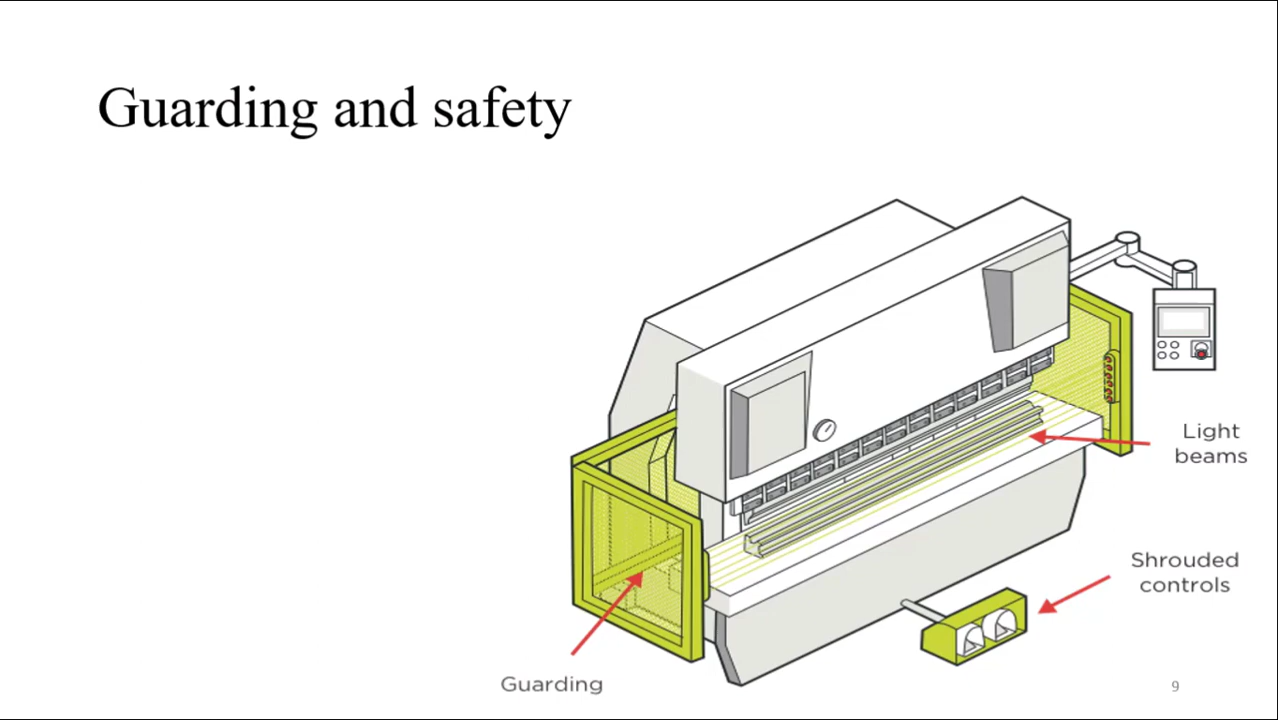 Guarding and safety
Light
beams
Shrouded
controls
Guarding
9